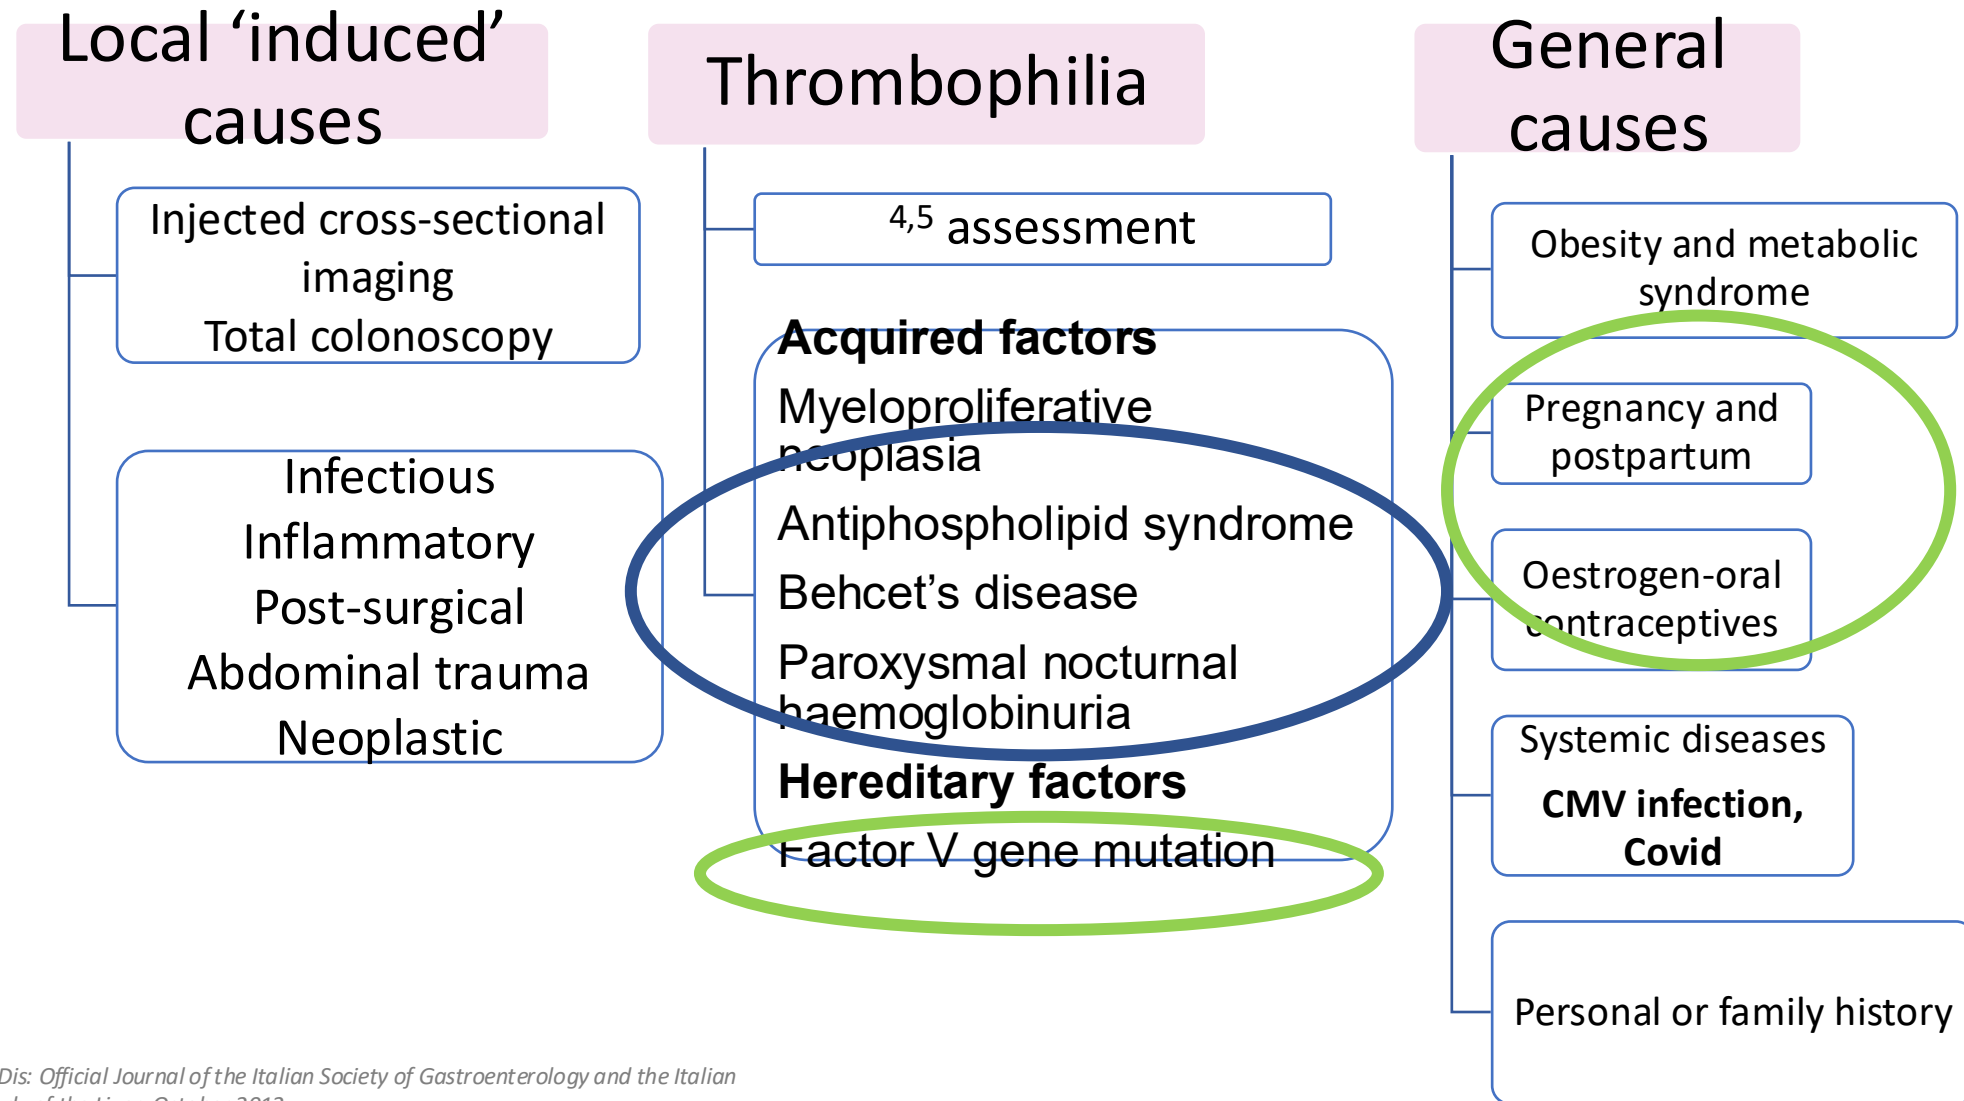 Local ‘induced’
causes
Injected cross-sectional
imaging
Total colonoscopy
Infectious
Inflammatory
Post-surgical
Abdominal trauma
Neoplastic
Thrombophilia
4,5 assessment
Acquired factors
Myeloproliferative
neoplasia
Antiphospholipid syndrome
Behcet’s disease
Paroxysmal nocturnal
haemoglobinuria
Hereditary factors
Factor V gene mutation
General
causes
Obesity and metabolic
syndrome
Pregnancy and
postpartum
Oestrogen-oral
contraceptives
Systemic diseases
CMV infection,
Covid
Personal or family history
Dis: Official Journal of the Italian Society of Gastroenterology and the Italian